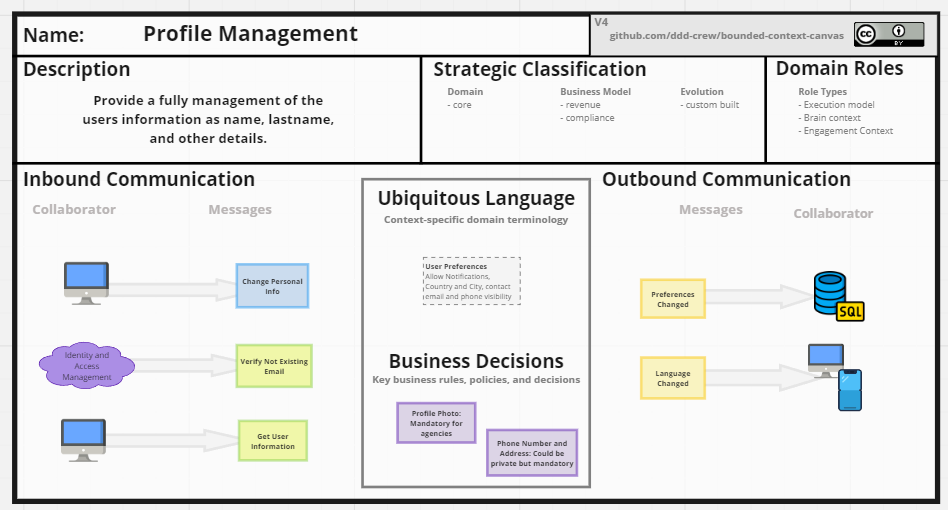 Name:
Profile Management
V4
github.com/ddd-crew/bounded-context-canvas
cc
BY
Description
Provide a fully management of the
users information as name, lastname,
and other details.
Strategic Classification
Domain
- core
Business Model
- revenue
- compliance
Evolution
- custom built
Domain Roles
Role Types
- Execution model
- Brain context
- Engagement Context
Inbound Communication
Collaborator
Messages
Change Personal
Info
Identity and
Access
Management
Verify Not Existing
Email
Get User
Information
Ubiquitous Language
Context-specific domain terminology
User Preferences
Allow Notifications,
Country and City, contact
email and phone visibility
Business Decisions
Key business rules, policies, and decisions
Profile Photo:
Mandatory for
agencies
Phone Number and
Address: Could be
private but mandatory
Outbound Communication
Messages
Collaborator
Preferences
Changed
SQL
Language
Changed